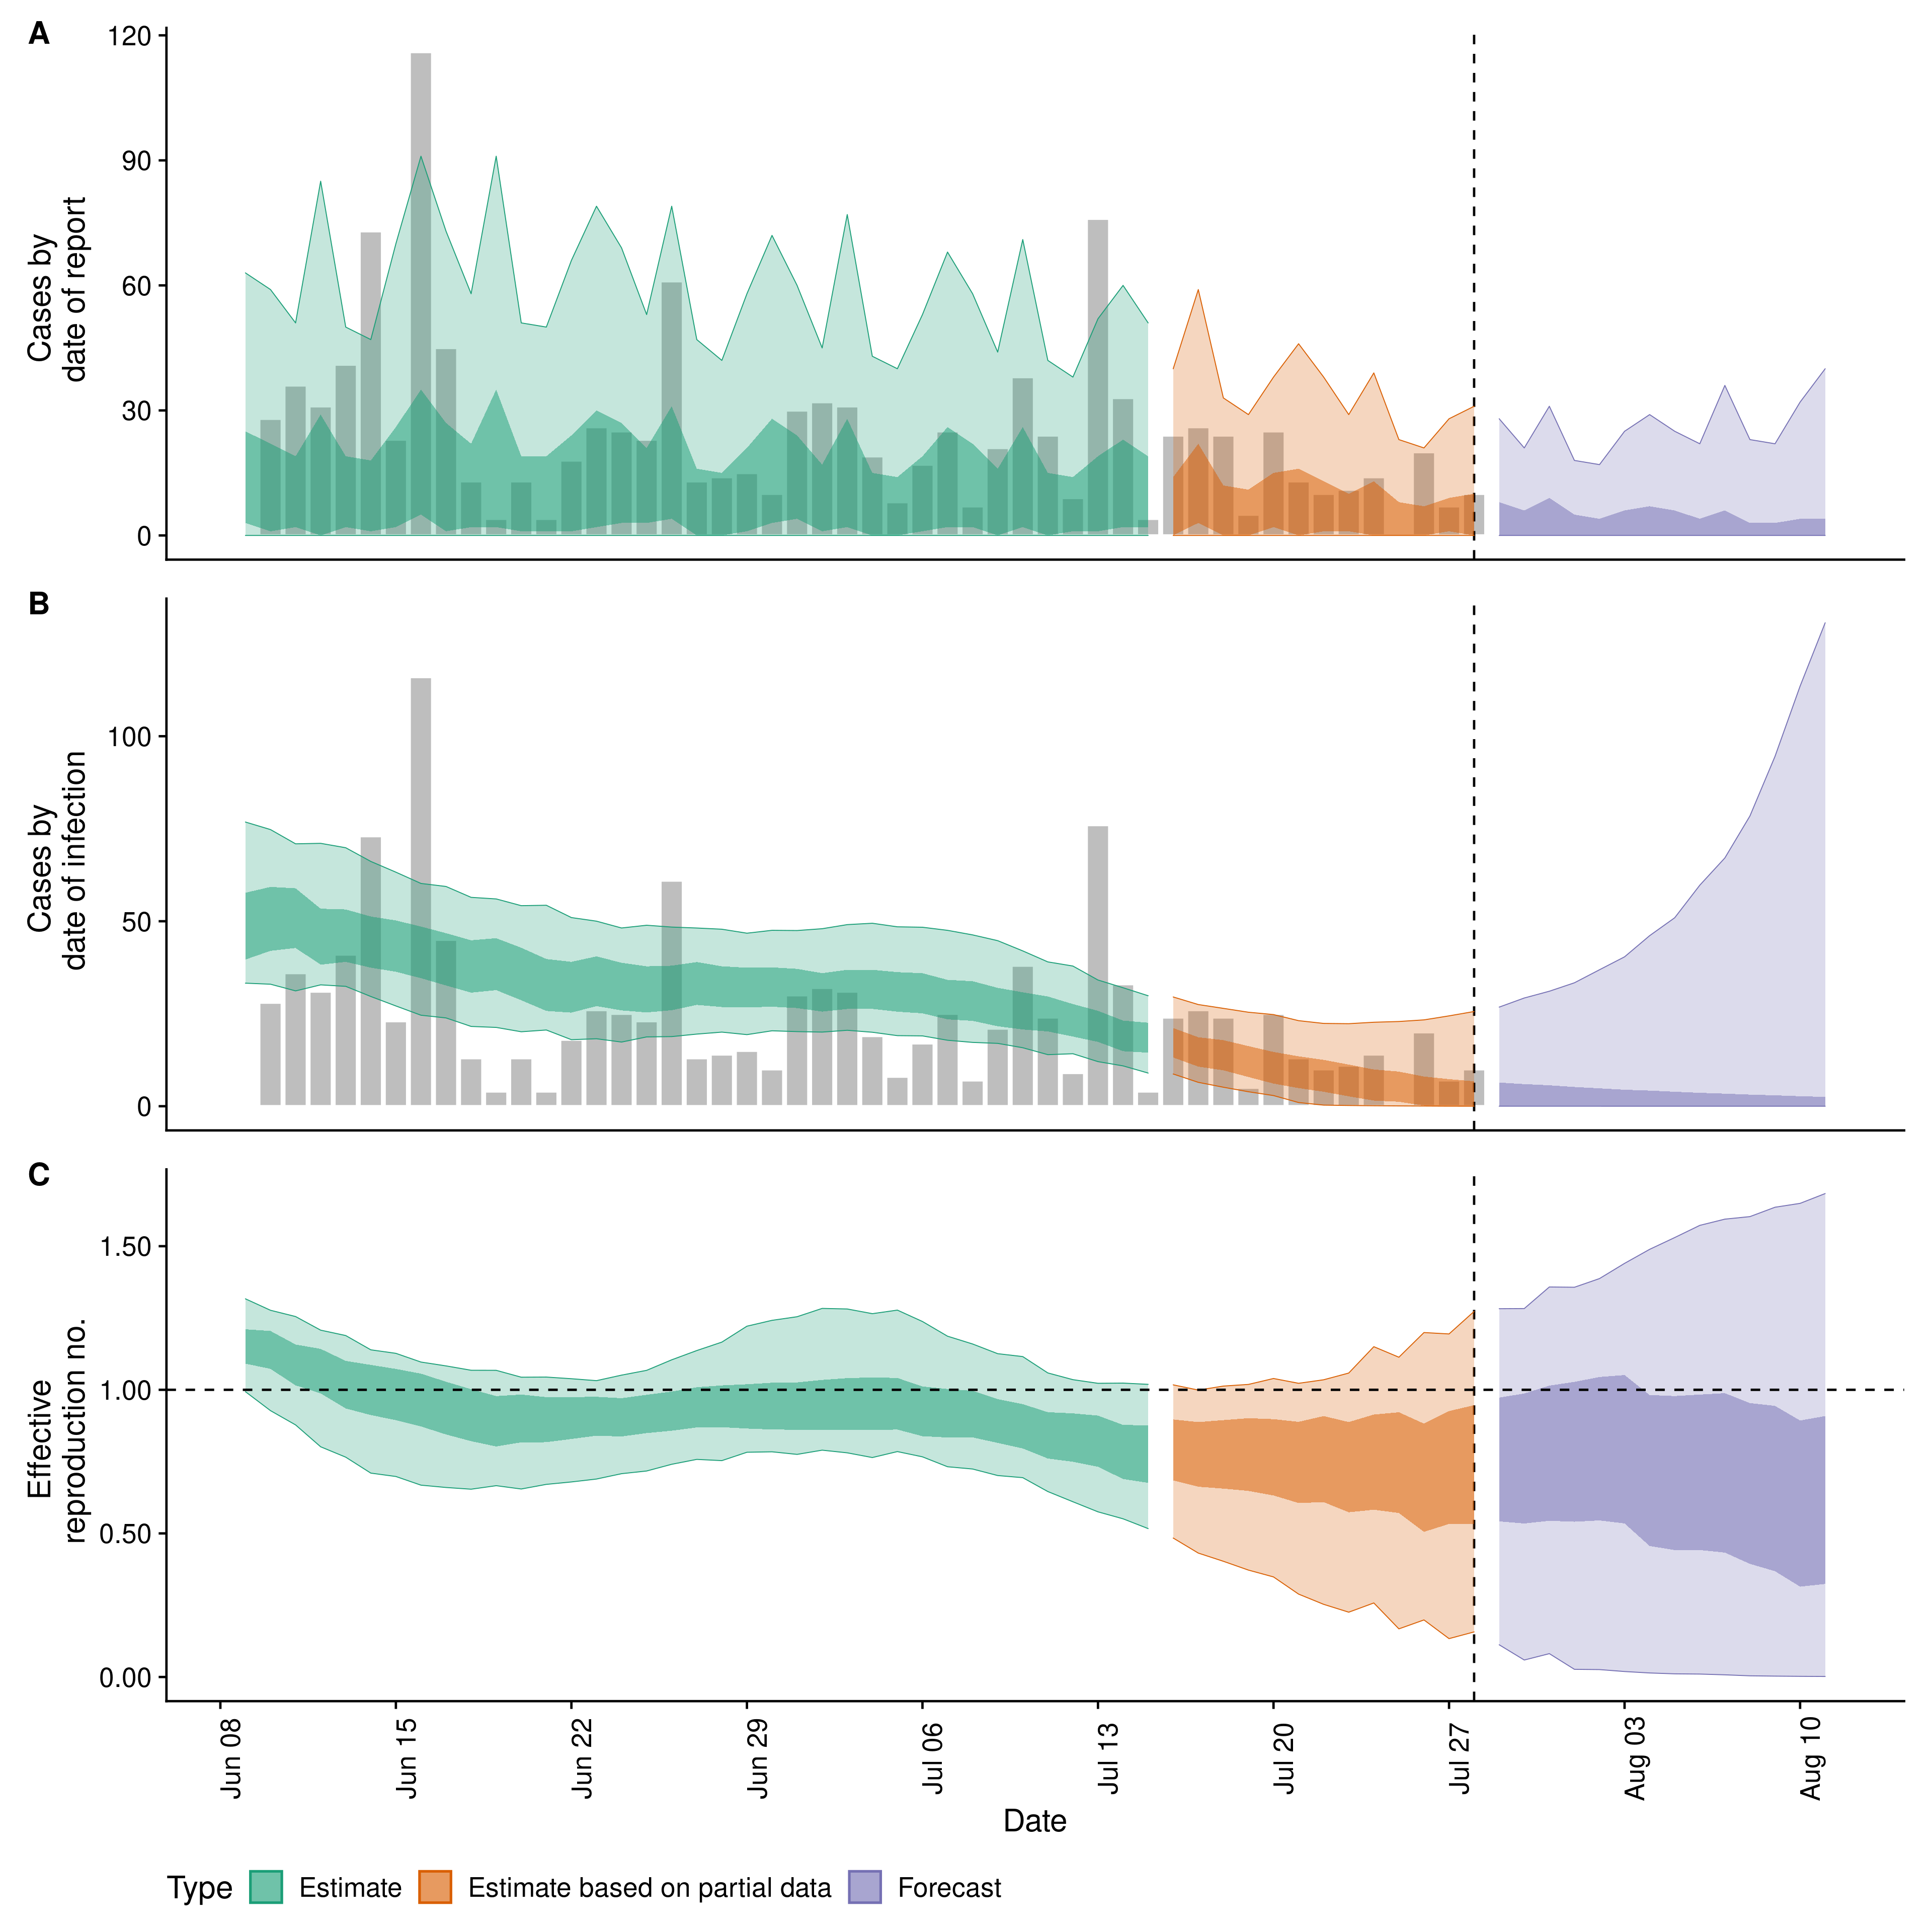 A
120
90
60
30
0
Cases by
date of report
B
100
50
0
Cases by
date of infection
C
1.50
1.00
0.50
0.00
Effective
reproduction no.
Jun 08
Jun 15
Jun 22
Jun 29
Jul 06
Jul 13
Jul 20
Jul 27
Aug 03
Aug 10
Date
Type Estimate Estimate based on partial data Forecast